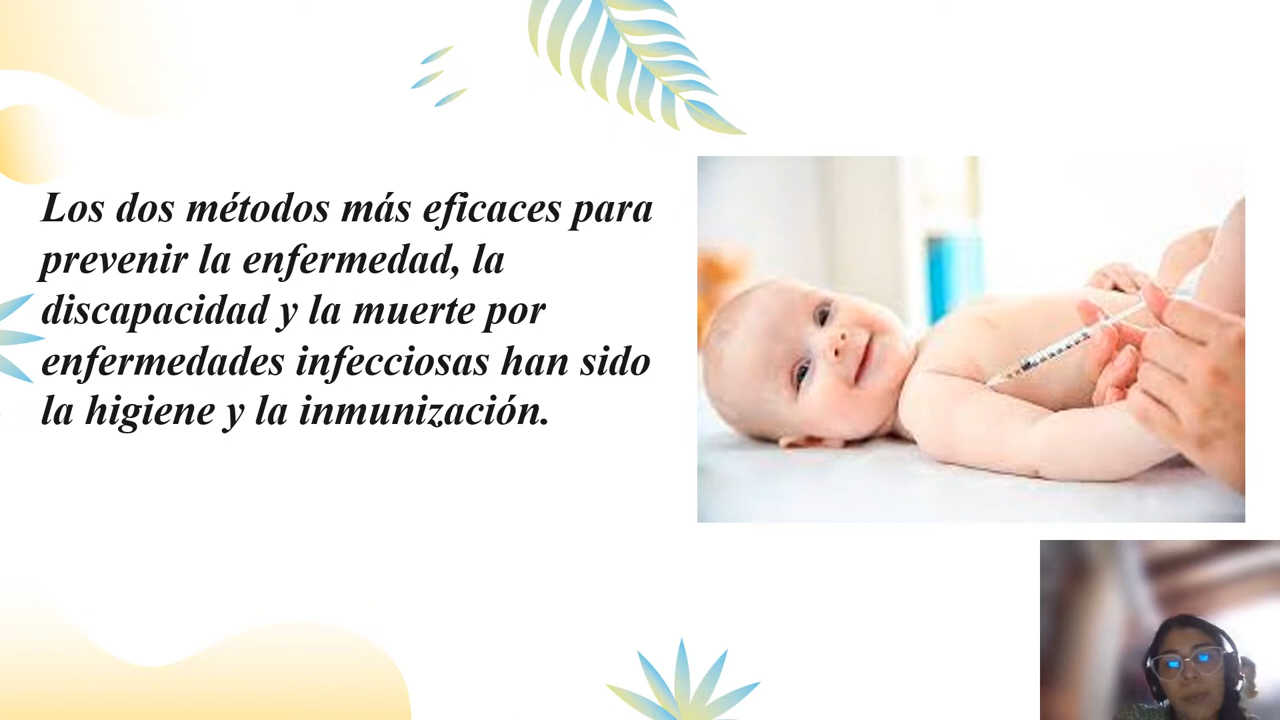 Los dos métodos más eficaces para
prevenir la enfermedad, la
discapacidad y la muerte por
enfermedades infecciosas han sido
la higiene y la inmunización.